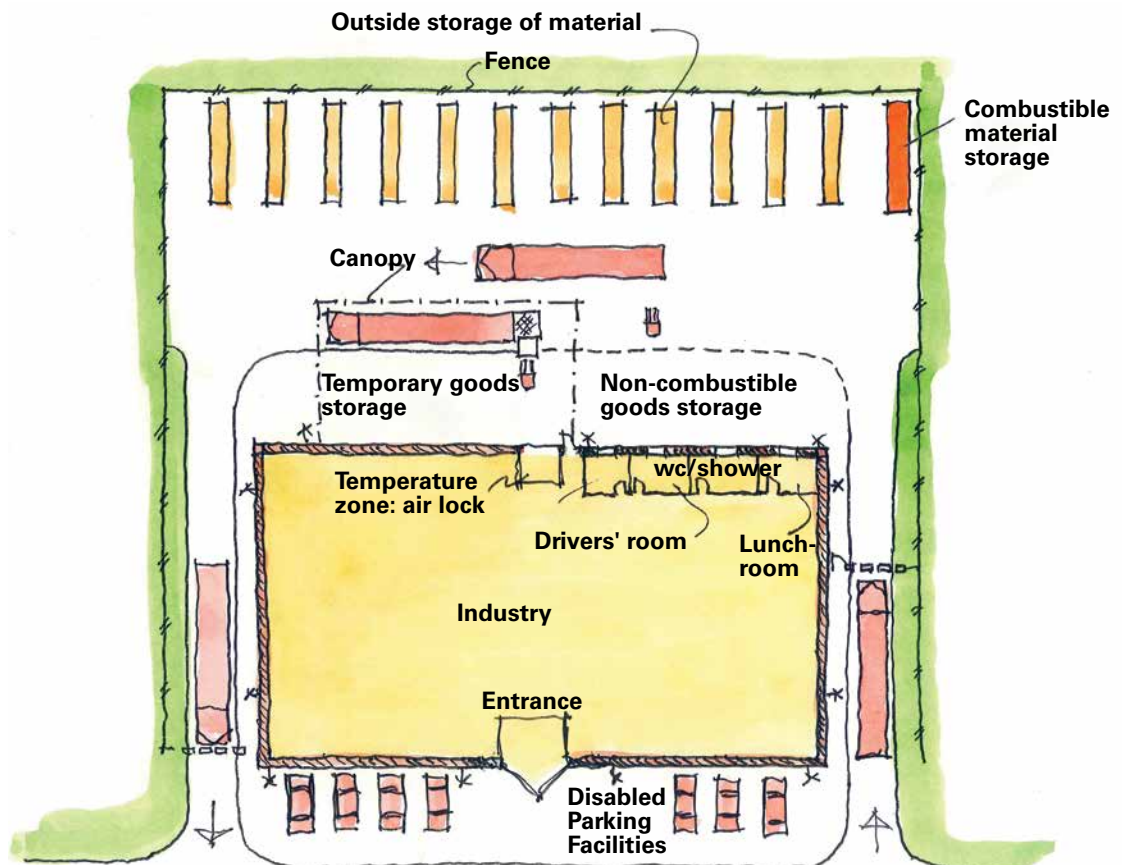 Outside storage of material
Fence
Combustible
material
storage
Canopy
Temporary goods
storage
Non-combustible
goods storage
wc/shower
Temperature
zone: air lock
Drivers' room
Lunch-
room
Industry
Entrance
Disabled
Parking
Facilities